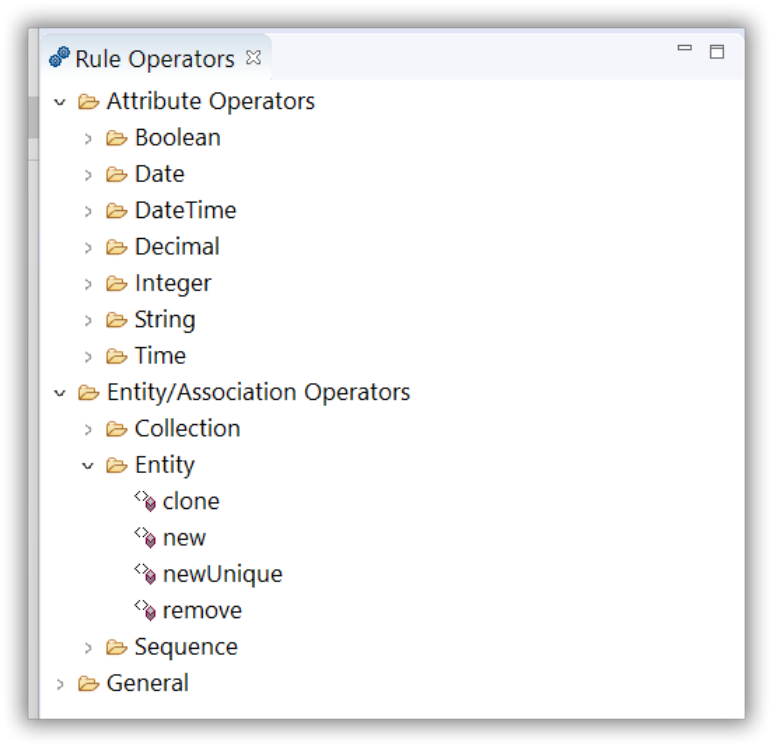 Rule Operators
Attribute Operators
Boolean
Date
DateTime
Decimal
Integer
String
Time
Entity/Association Operators
Collection
Entity
clone
new
newUnique
remove
Sequence
General